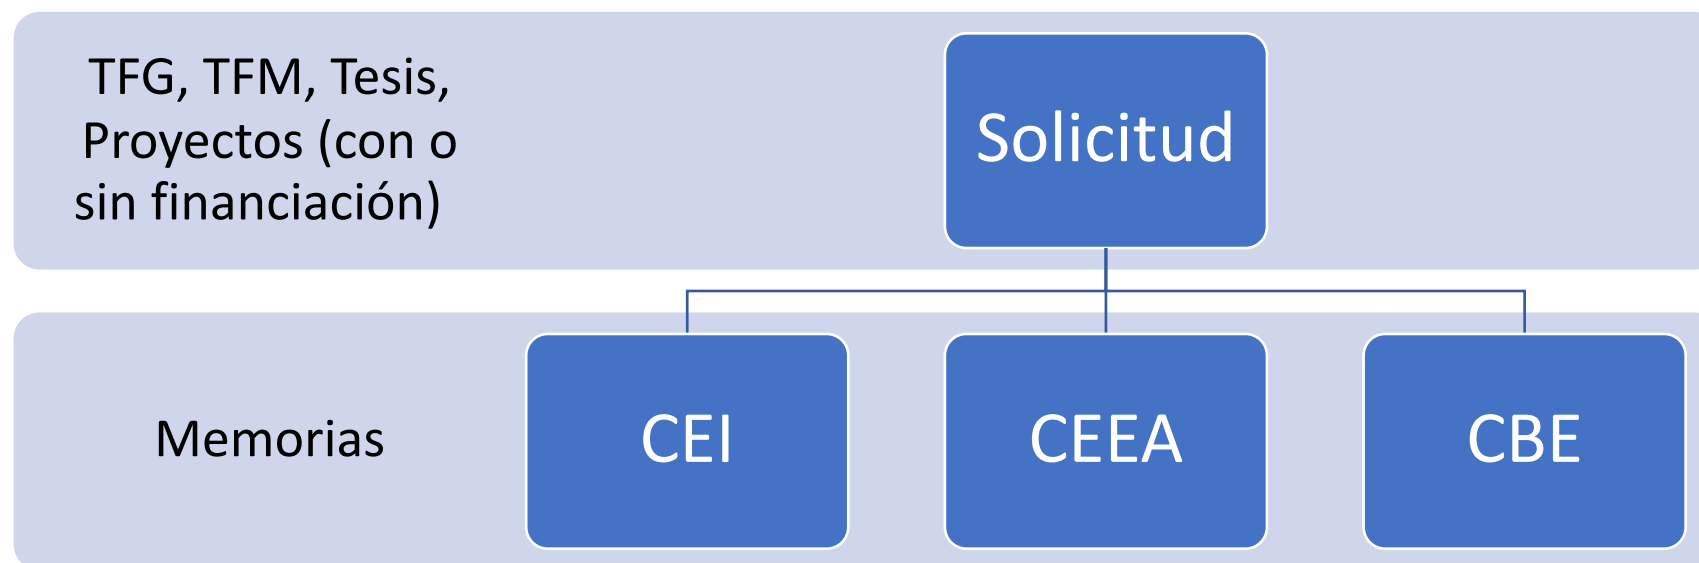 TFG, TFM, Tesis,
Proyectos (con o
sin financiación)
Solicitud
Memorias
CEI
CEEA
CBE